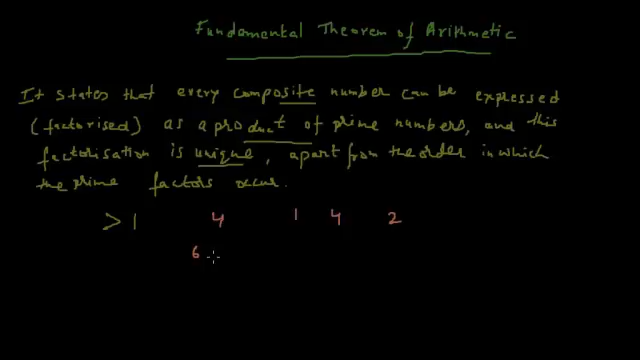 Fundamental Theorem of Arithmetic
It states that every composite number can be expressed
(factorised) as a product of prime numbers, and this
factorisation is unique, apart from the order in which
the prime factors occur.
> 1 4 1 4 2
6